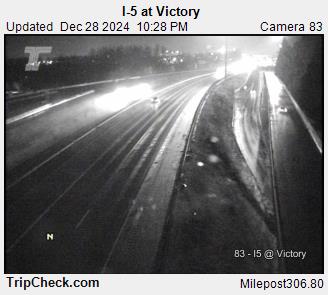 I-5 at Victory
Updated Dec 28 2024 10:28 PM Camera 83
T
N
83 - I5 @ Victory
TripCheck.com Milepost306.80